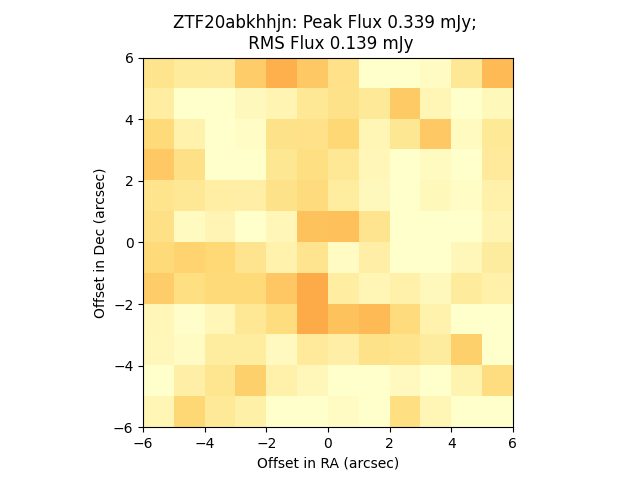 ZTF20abkhhjn: Peak Flux 0.339 mJy;
RMS Flux 0.139 mJy
6
4
2
0
−2
−4
−6
Offset in Dec (arcsec)
−6 −4 −2 0 2 4 6
Offset in RA (arcsec)